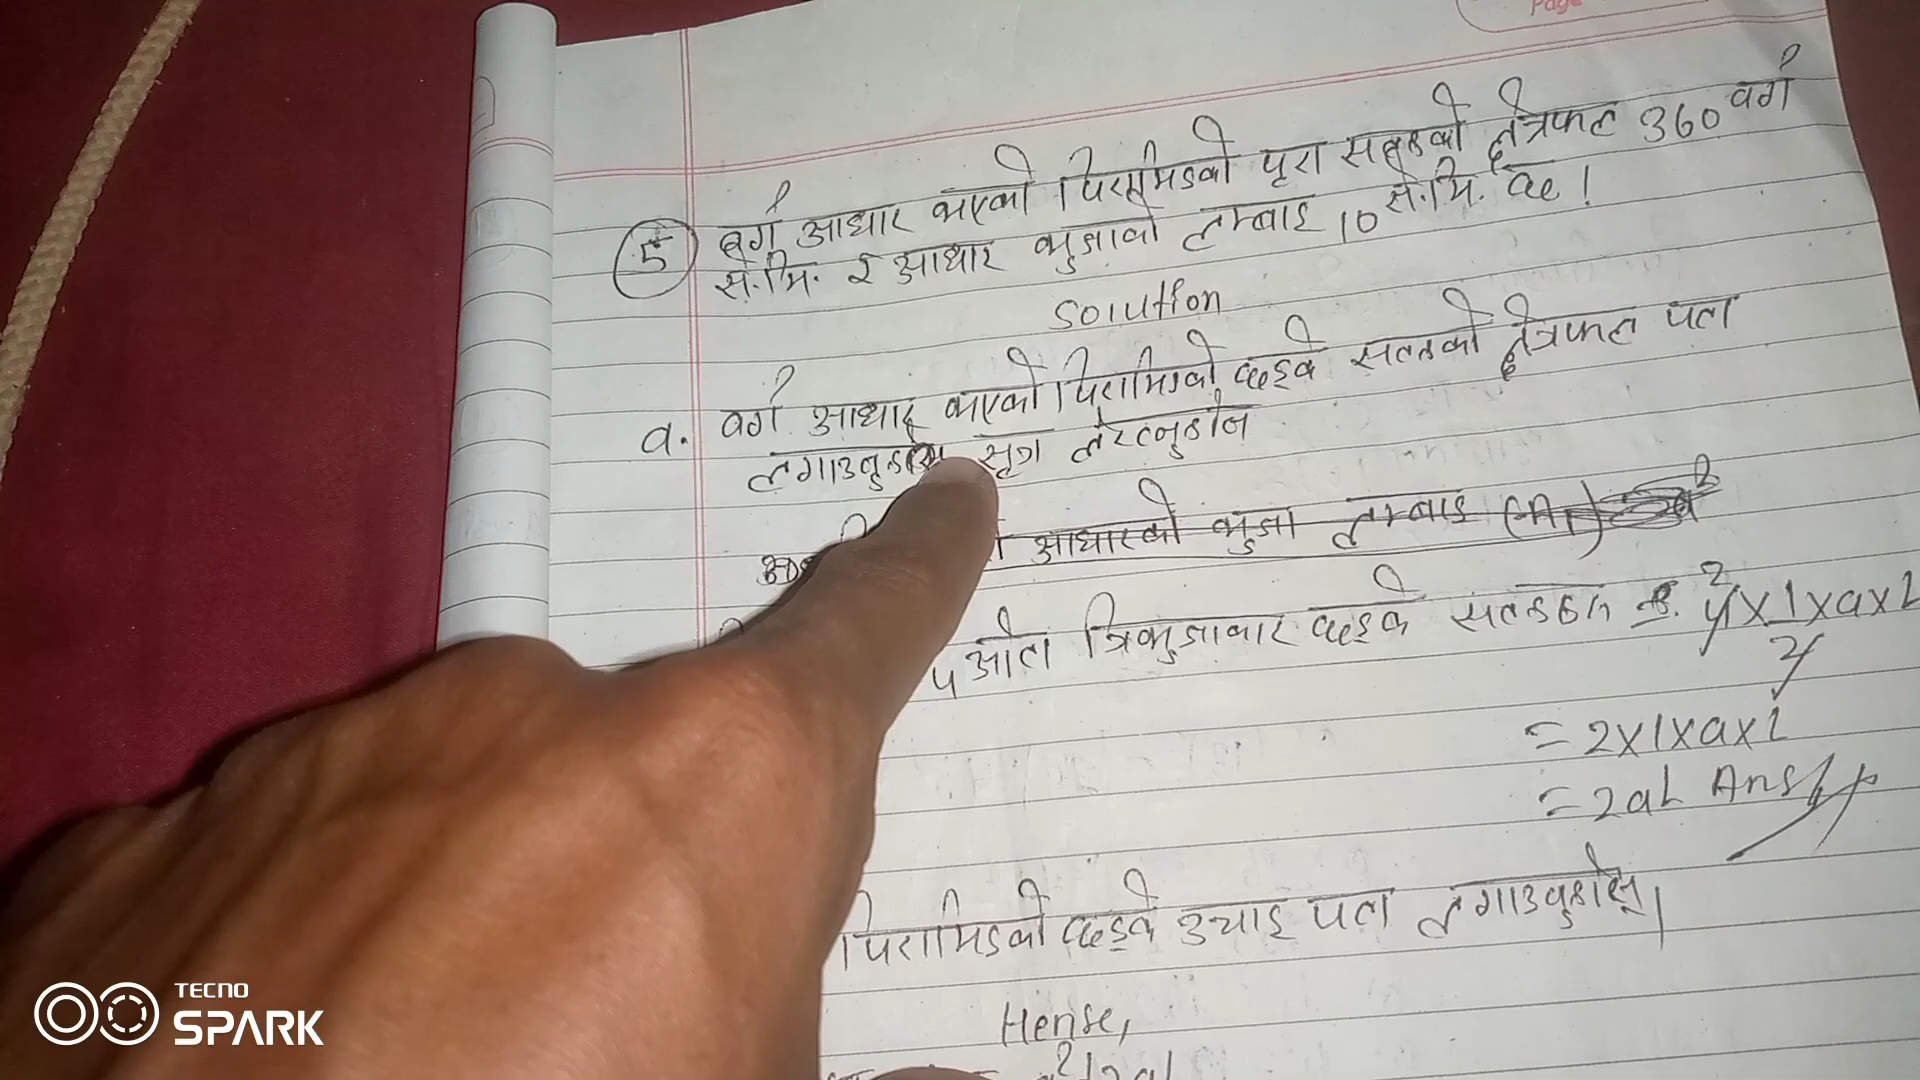 Page
5 वर्ग आधार भएको पिरामिडको पूरा सतहको क्षेत्रफल 360 वर्ग
से.मि. र आधार भुजाको लम्बाइ 10 से.मि. छ।
Solution
a. वर्ग आधार भएको पिरामिडको छड्के सतहको क्षेत्रफल पत्ता
लगाउनुहोस सूत्र लेख्नुहोस
आधारको भुजा लम्बाइ
4 ओटा त्रिभुजाकार छड्के 4×1×a×l
2
= 2×1×a×l
= 2al Ans
पिरामिडको छड्के उचाइ पत्ता लगाउनुहोस्।
Hense,
TECNO
SPARK